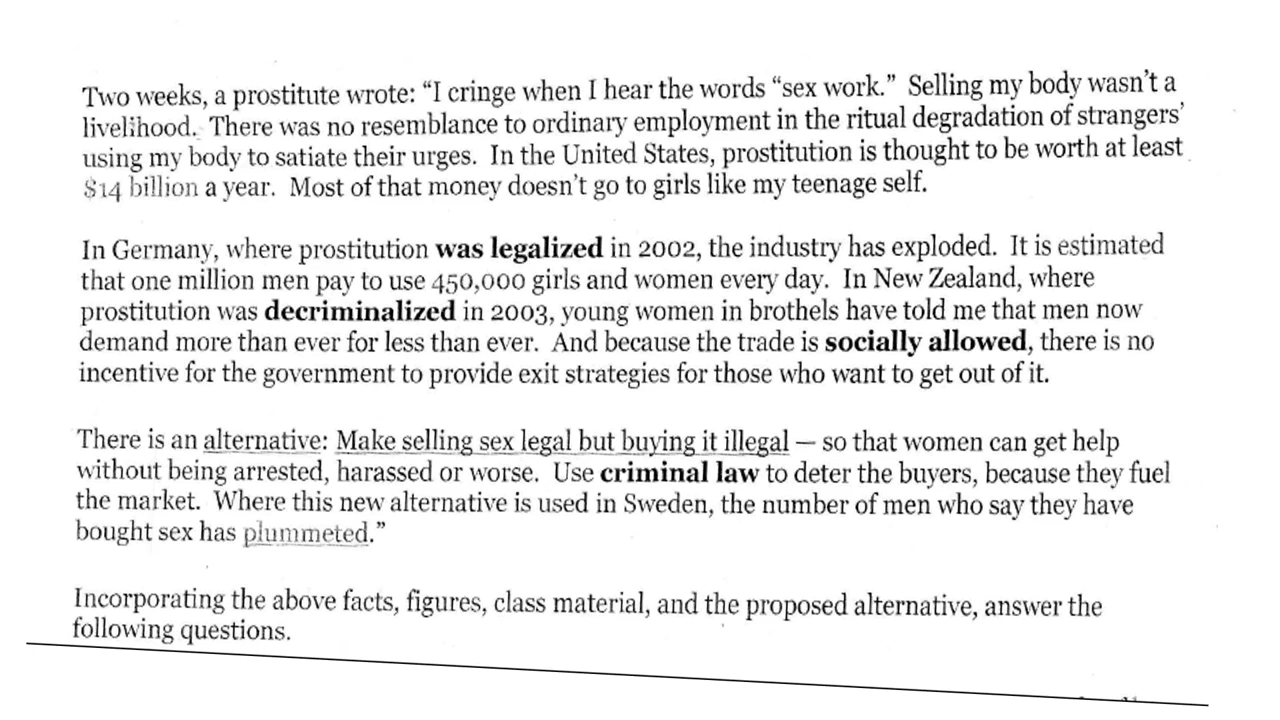 Two weeks, a prostitute wrote: “I cringe when I hear the words “sex work.”  Selling my body wasn’t a
livelihood.  There was no resemblance to ordinary employment in the ritual degradation of strangers’
using my body to satiate their urges.  In the United States, prostitution is thought to be worth at least
$14 billion a year.  Most of that money doesn’t go to girls like my teenage self.
In Germany, where prostitution was legalized in 2002, the industry has exploded.  It is estimated
that one million men pay to use 450,000 girls and women every day.  In New Zealand, where
prostitution was decriminalized in 2003, young women in brothels have told me that men now
demand more than ever for less than ever.  And because the trade is socially allowed, there is no
incentive for the government to provide exit strategies for those who want to get out of it.
There is an alternative: Make selling sex legal but buying it illegal – so that women can get help
without being arrested, harassed or worse.  Use criminal law to deter the buyers, because they fuel
the market.  Where this new alternative is used in Sweden, the number of men who say they have
bought sex has plummeted.”
Incorporating the above facts, figures, class material, and the proposed alternative, answer the
following questions.